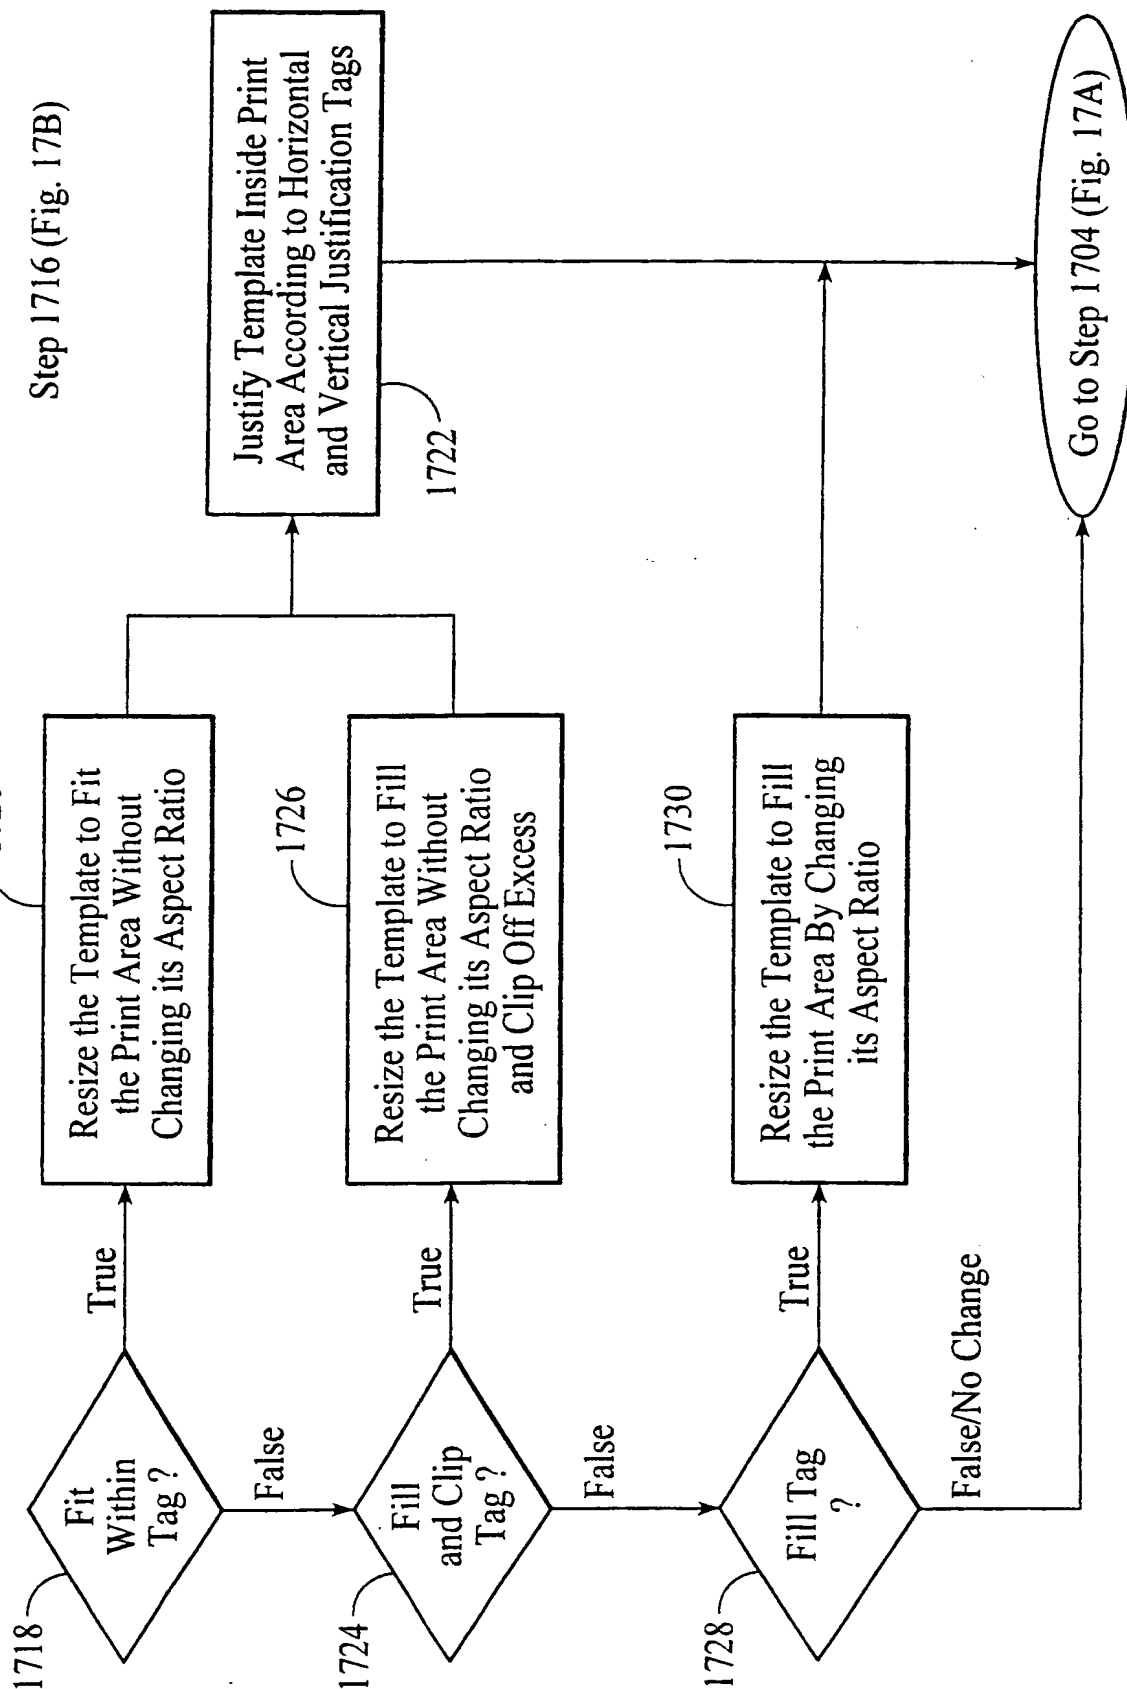 Step 1716 (Fig. 17B)
1718
Fit
Within
Tag ?
True
False
Resize the Template to Fit
the Print Area Without
Changing its Aspect Ratio
Justify Template Inside Print
Area According to Horizontal
and Vertical Justification Tags
1722
1724
Fill
and Clip
Tag ?
True
False
1726
Resize the Template to Fill
the Print Area Without
Changing its Aspect Ratio
and Clip Off Excess
1728
Fill Tag
?
True
False/No Change
1730
Resize the Template to Fill
the Print Area By Changing
its Aspect Ratio
Go to Step 1704 (Fig. 17A)